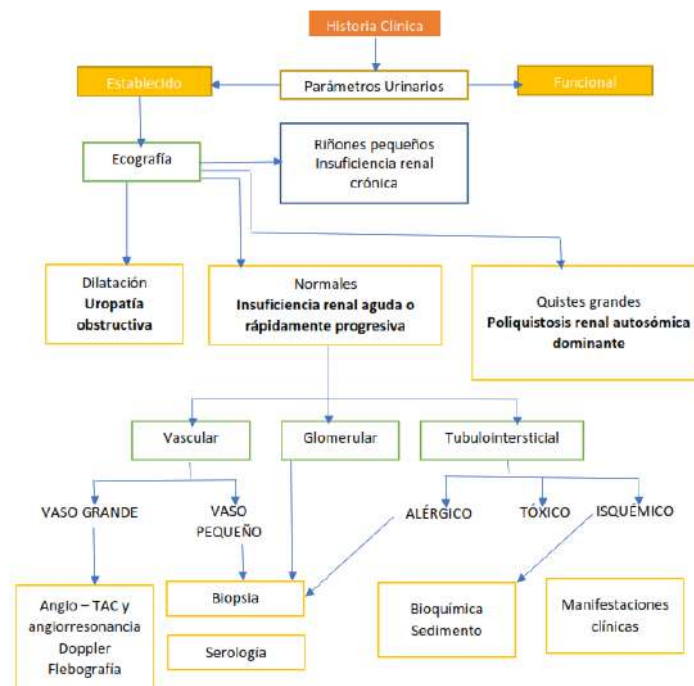 Historia Clínica
Establecido
Parámetros Urinarios
Funcional
Ecografía
Riñones pequeños
Insuficiencia renal
crónica
Dilatación
Uropatía
obstructiva
Normales
Insuficiencia renal aguda o
rápidamente progresiva
Quistes grandes
Poliquistosis renal autosómica
dominante
Vascular
Glomerular
Tubulointersticial
VASO GRANDE
VASO
PEQUEÑO
ALÉRGICO
TÓXICO
ISQUÉMICO
Angio – TAC y
angiorresonancia
Doppler
Flebografía
Biopsia
Serología
Bioquímica
Sedimento
Manifestaciones
clínicas